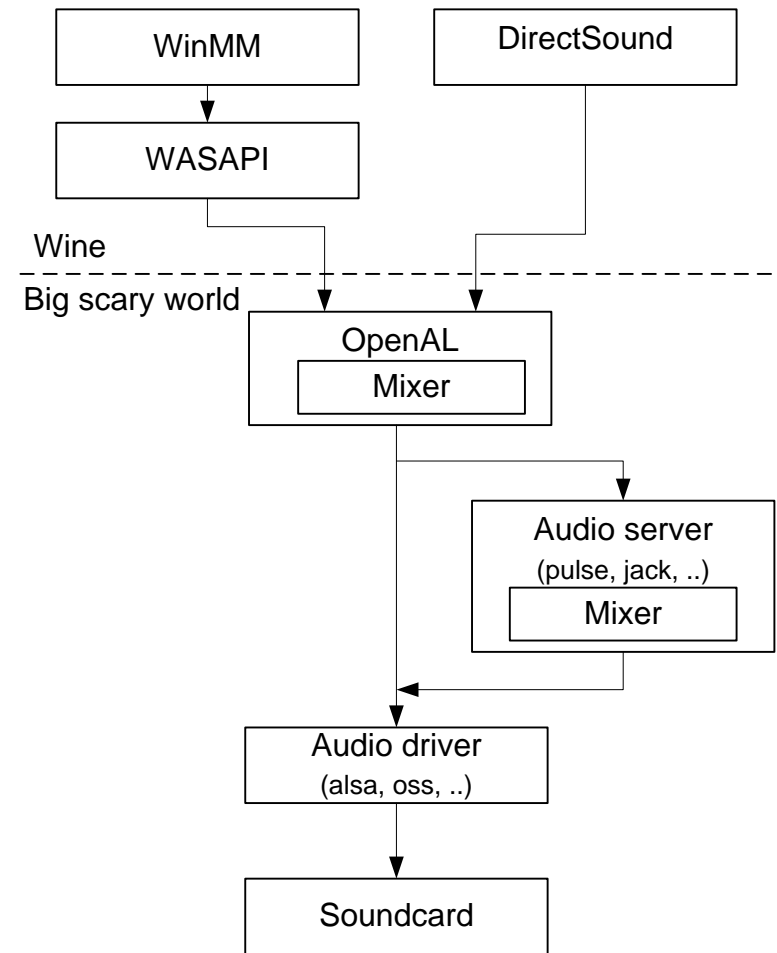 WinMM
DirectSound
WASAPI
Wine
Big scary world
OpenAL
Mixer
Audio server
(pulse, jack, ..)
Mixer
Audio driver
(alsa, oss, ..)
Soundcard